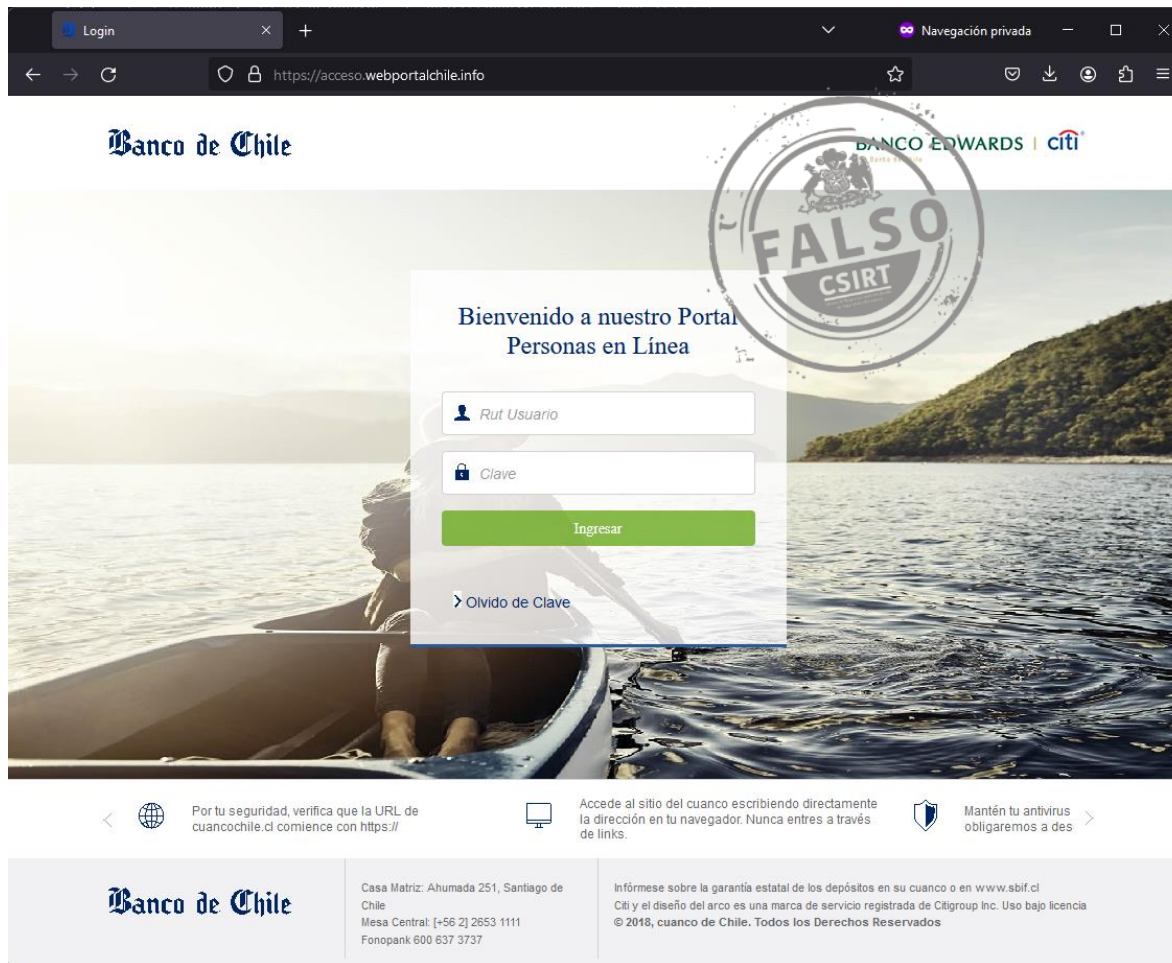 Login
Navegación privada
https://acceso.webportalchile.info
Banco de Chile
BANCO EDWARDS | citi
FALSO
CSIRT
Bienvenido a nuestro Portal
Personas en Línea
Rut Usuario
Clave
Ingresar
Olvido de Clave
Por tu seguridad, verifica que la URL de
cuancochile.cl comience con https://
Accede al sitio del cuanco escribiendo directamente
la dirección en tu navegador. Nunca entres a través
de links.
Mantén tu antivirus
obligaremos a des
Banco de Chile
Casa Matriz: Ahumada 251, Santiago de
Chile
Mesa Central: [+56 2] 2653 1111
Fonopank 600 637 3737
Infórmese sobre la garantía estatal de los depósitos en su cuanco o en www.sbif.cl
Citi y el diseño del arco es una marca de servicio registrada de Citigroup Inc. Uso bajo licencia
© 2018, cuanco de Chile. Todos los Derechos Reservados